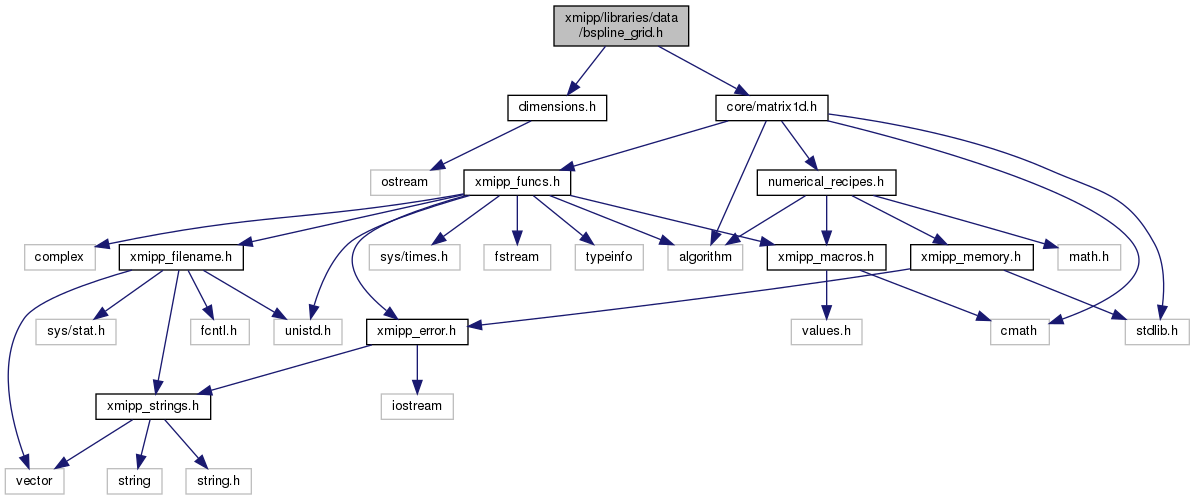 xmipp/libraries/data
/bspline_grid.h
dimensions.h
core/matrix1d.h
ostream
xmipp_funcs.h
numerical_recipes.h
complex
xmipp_filename.h
sys/times.h
fstream
typeinfo
algorithm
xmipp_macros.h
xmipp_memory.h
math.h
sys/stat.h
fcntl.h
unistd.h
xmipp_error.h
values.h
cmath
stdlib.h
xmipp_strings.h
iostream
vector
string
string.h